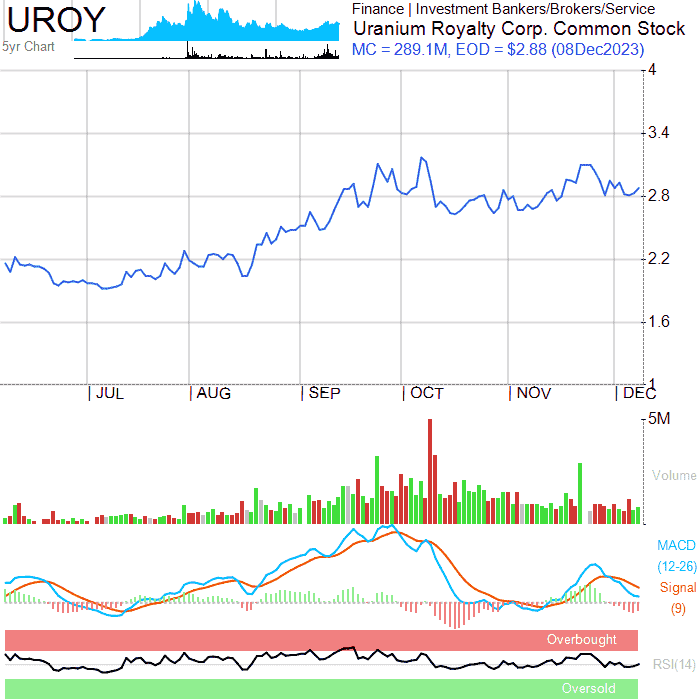 UROY
5yr Chart
Finance | Investment Bankers/Brokers/Service
Uranium Royalty Corp. Common Stock
MC = 289.1M, EOD = $2.88 (08Dec2023)
4
3.4
2.8
2.2
1.6
1
JUL AUG SEP OCT NOV DEC
5M
Volume
MACD
(12-26)
Signal
(9)
Overbought
RSI(14)
Oversold